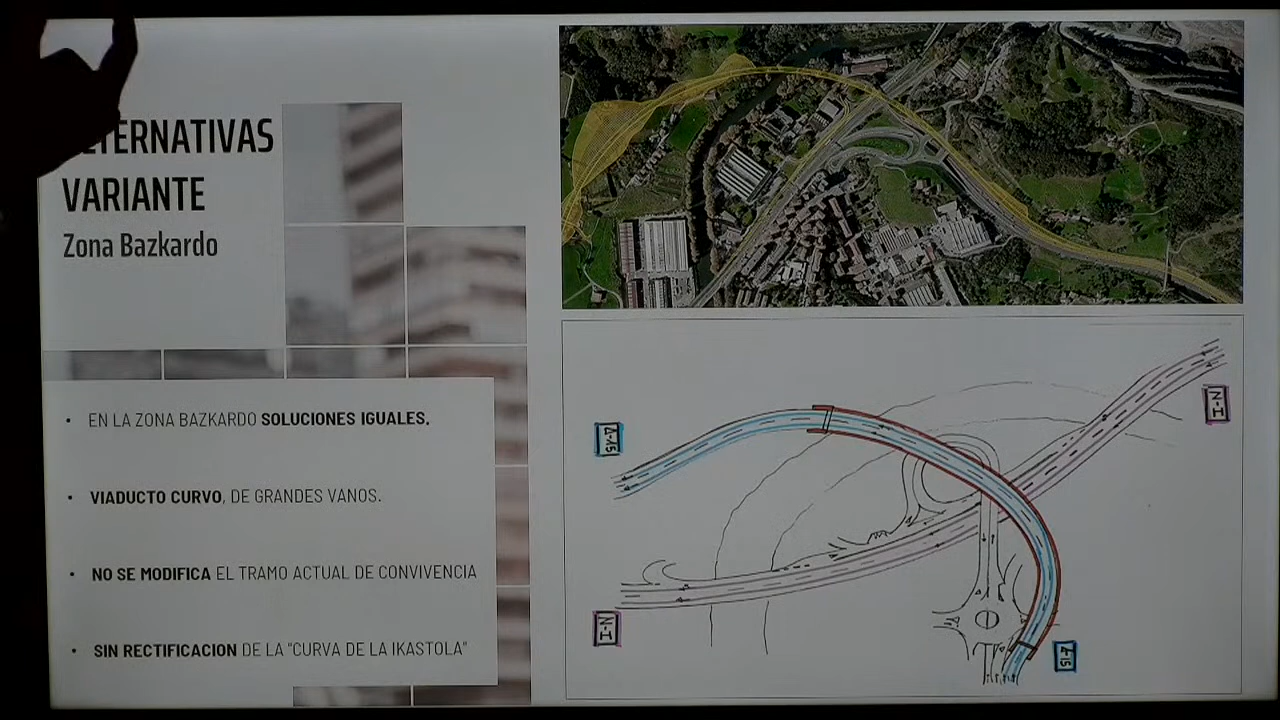 ALTERNATIVAS
VARIANTE
Zona Bazkardo
• EN LA ZONA BAZKARDO SOLUCIONES IGUALES.
• VIADUCTO CURVO, DE GRANDES VANOS.
• NO SE MODIFICA EL TRAMO ACTUAL DE CONVIVENCIA
• SIN RECTIFICACION DE LA "CURVA DE LA IKASTOLA"
A-15
N-I
N-I
A-15